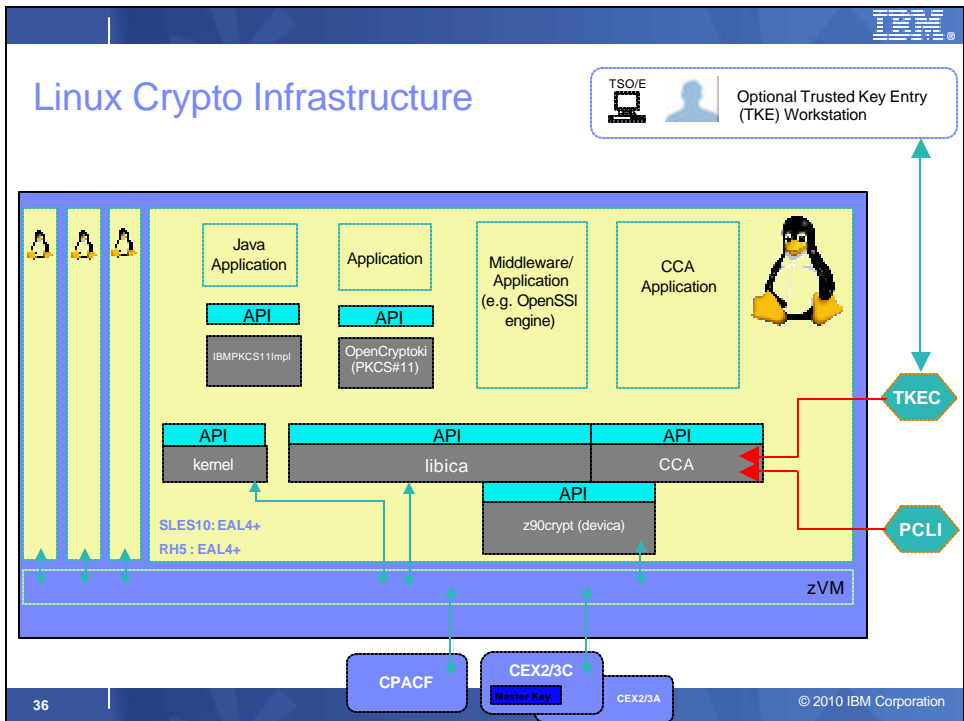 IBM®
Linux Crypto Infrastructure
TSO/E
Optional Trusted Key Entry
(TKE) Workstation
Java
Application
Application
Middleware/
Application
(e.g. OpenSSl
engine)
CCA
Application
API
API
IBMPKCS11Impl
OpenCryptoki
(PKCS#11)
TKEC
API
API
API
kernel
libica
CCA
API
z90crypt (devica)
SLES10: EAL4+
RH5 : EAL4+
PCLI
zVM
CPACF
CEX2/3C
Master Key
CEX2/3A
36
© 2010 IBM Corporation